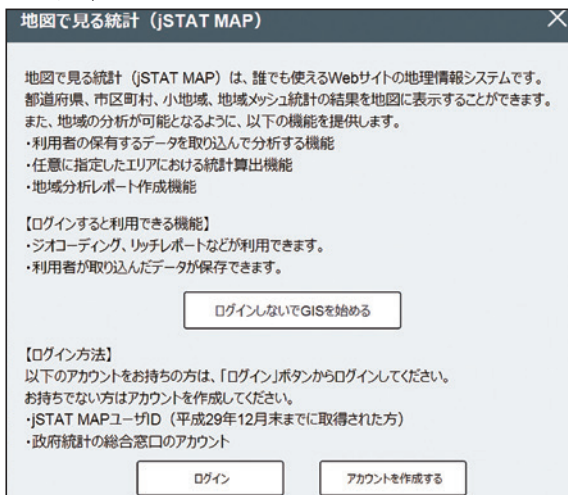 地図で見る統計（jSTAT MAP）
地図で見る統計（jSTAT MAP）は、誰でも使えるWebサイトの地理情報システムです。
都道府県、市区町村、小地域、地域メッシュ統計の結果を地図に表示することができます。
また、地域の分析が可能となるように、以下の機能を提供します。
・利用者の保有するデータを取り込んで分析する機能
・任意に指定したエリアにおける統計算出機能
・地域分析レポート作成機能
【ログインすると利用できる機能】
・ジオコーディング、リッチレポートなどが利用できます。
・利用者が取り込んだデータが保存できます。
ログインしないでGISを始める
【ログイン方法】
以下のアカウントをお持ちの方は、「ログイン」ボタンからログインしてください。
お持ちでない方はアカウントを作成してください。
・jSTAT MAPユーザID（平成29年12月末までに取得された方）
・政府統計の総合窓口のアカウント
ログイン
アカウントを作成する